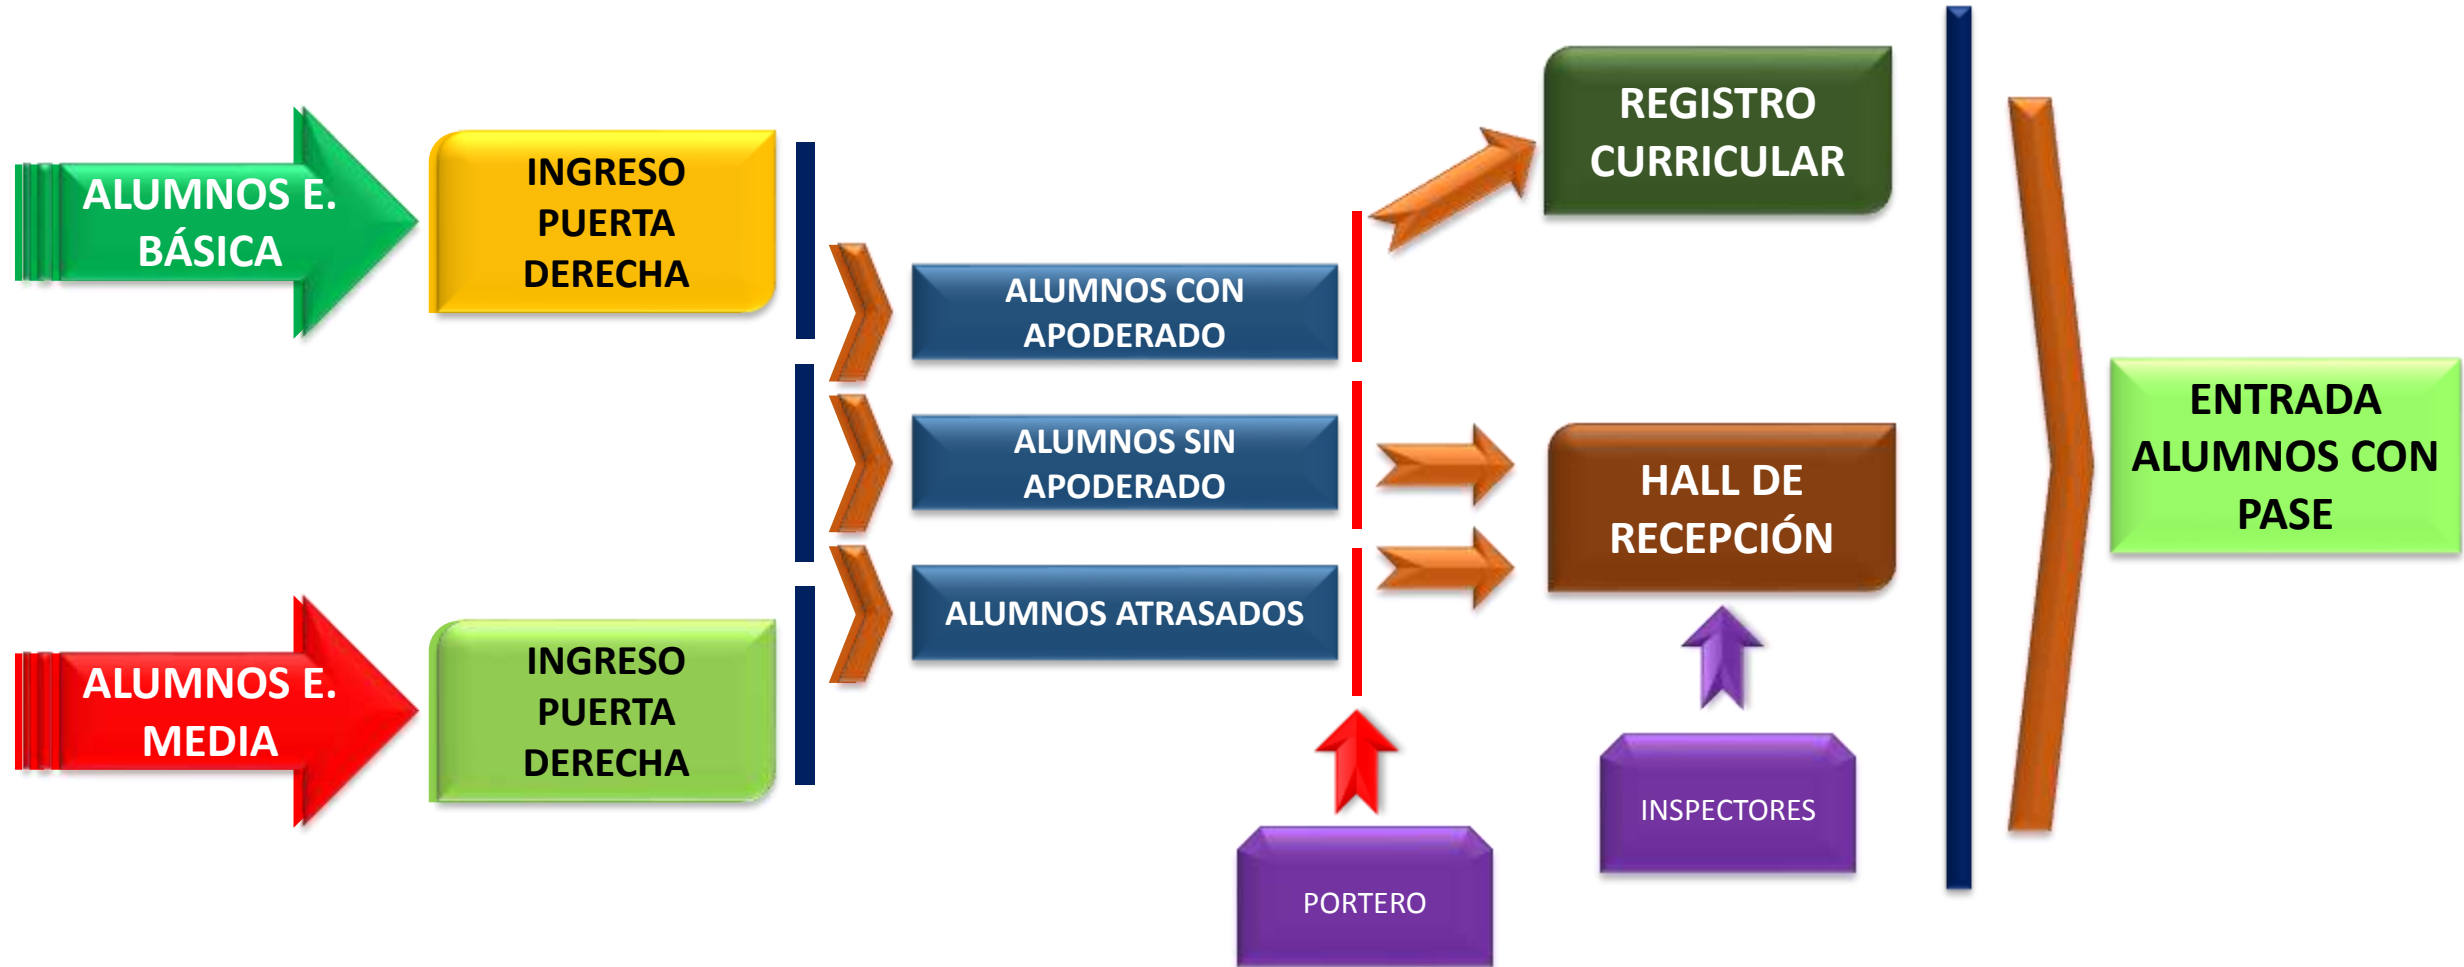 ALUMNOS E.
BÁSICA
INGRESO
PUERTA
DERECHA
ALUMNOS E.
MEDIA
INGRESO
PUERTA
DERECHA
ALUMNOS CON
APODERADO
ALUMNOS SIN
APODERADO
ALUMNOS ATRASADOS
PORTERO
REGISTRO
CURRICULAR
HALL DE
RECEPCIÓN
INSPECTORES
ENTRADA
ALUMNOS CON
PASE